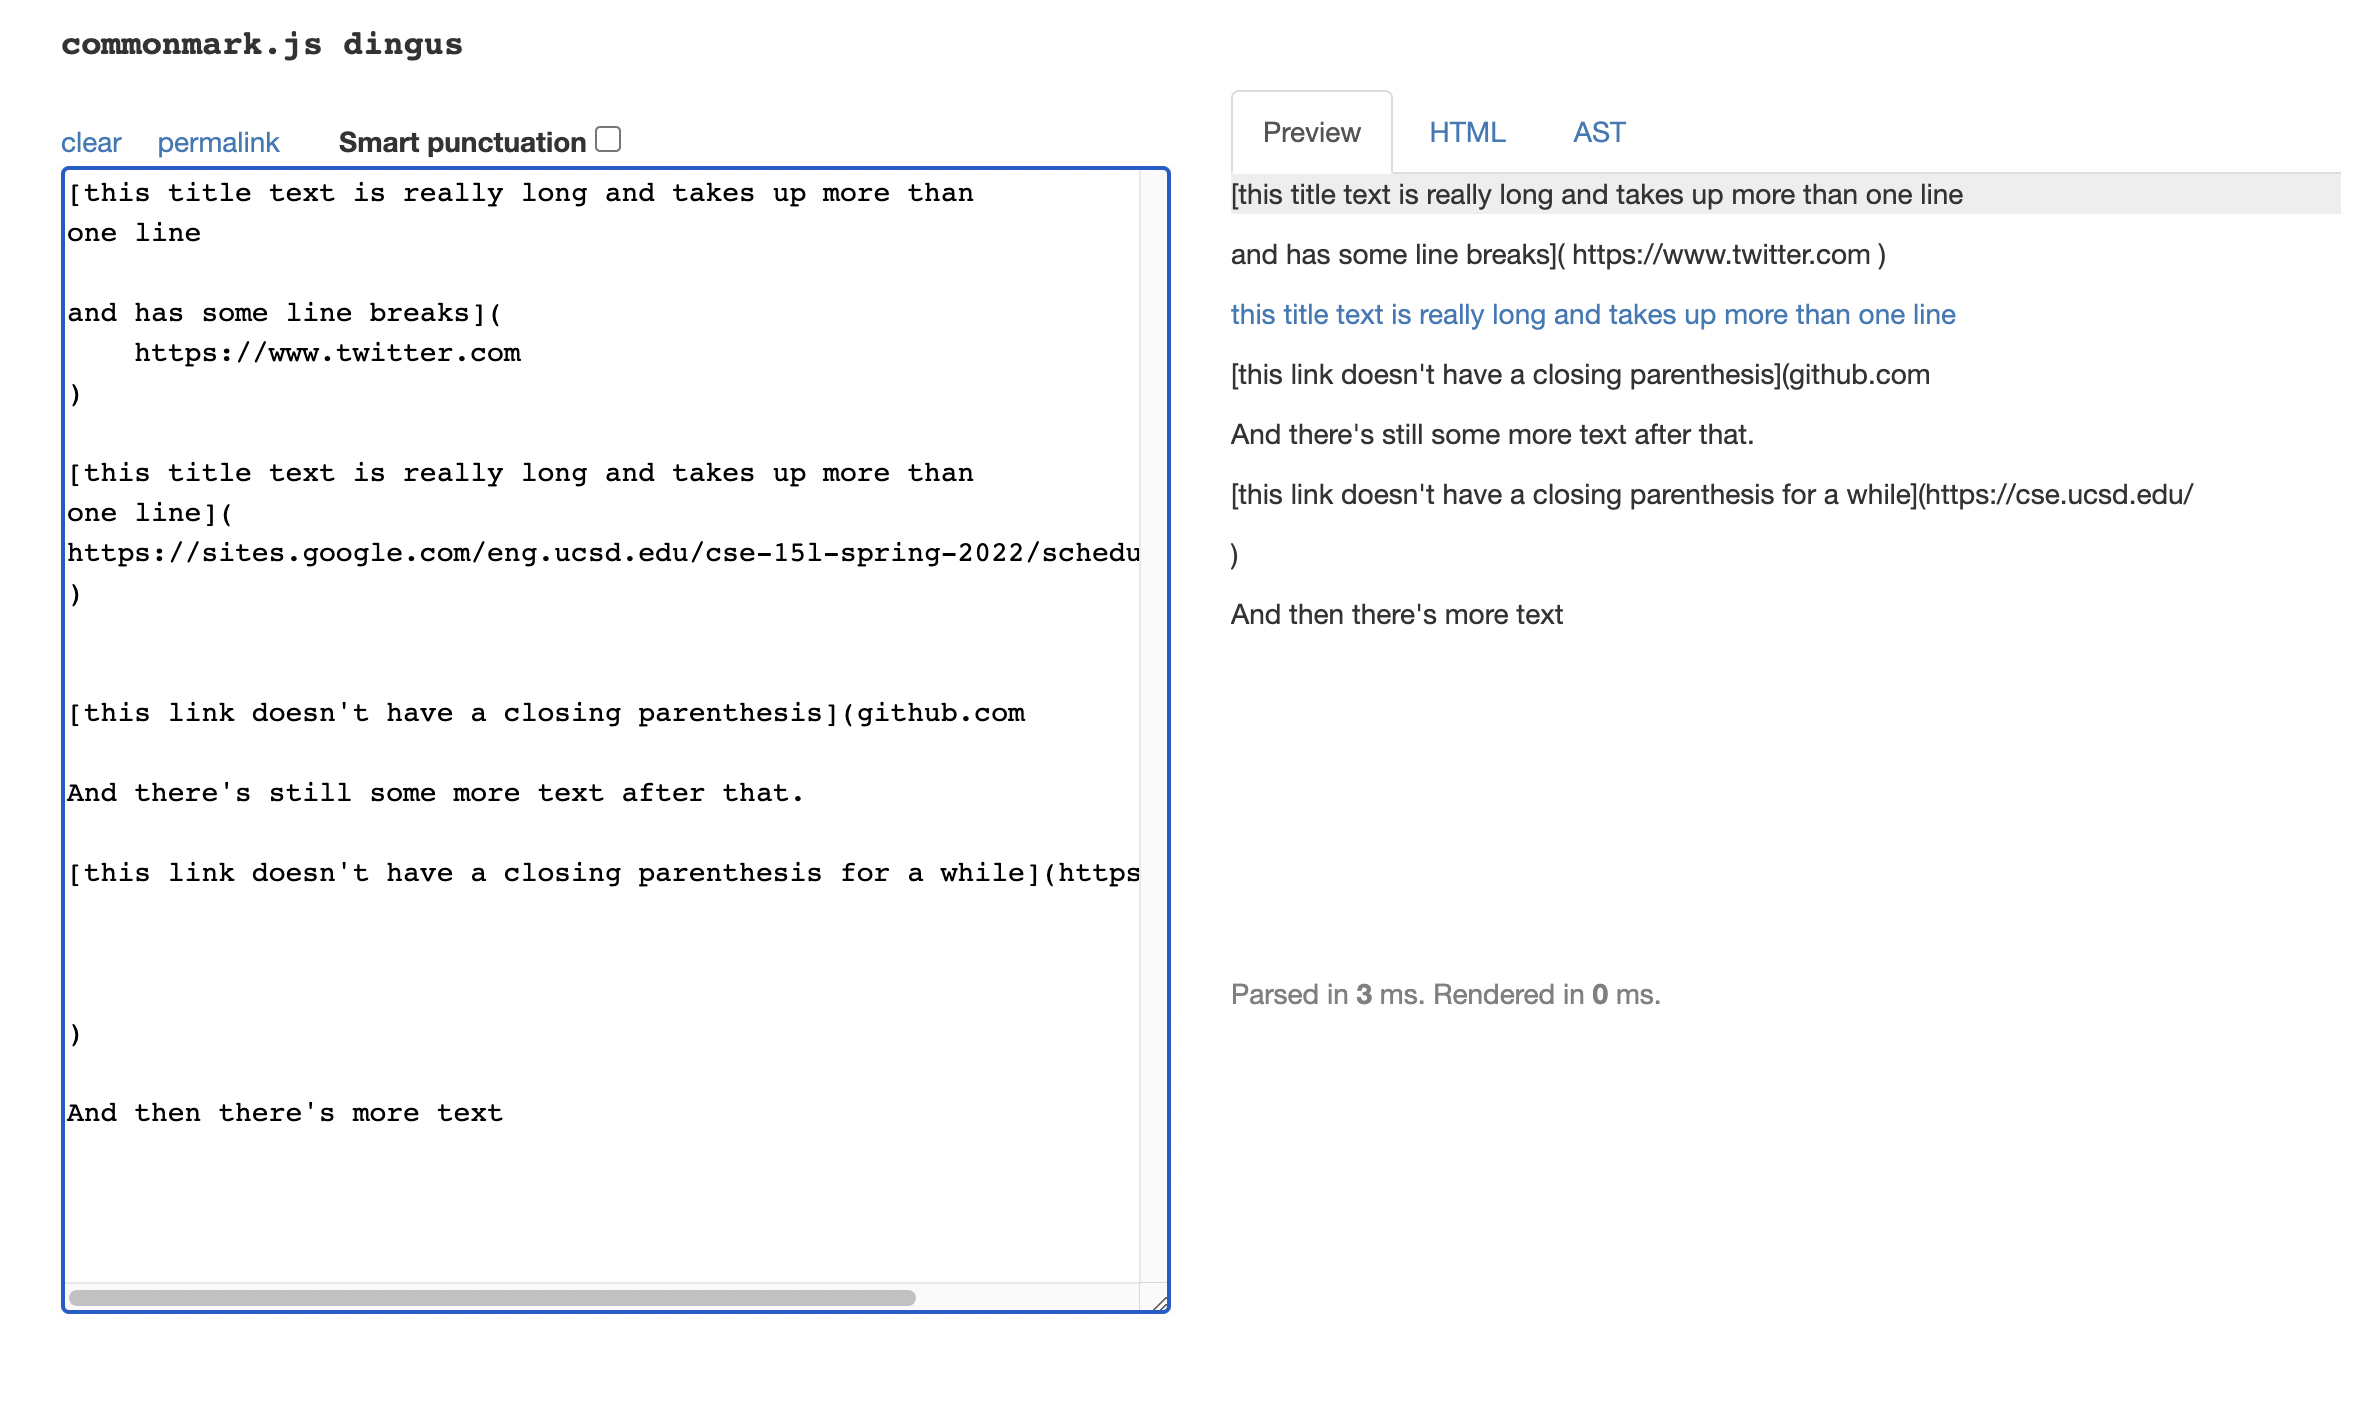 commonmark.js dingus
clear permalink Smart punctuation
[this title text is really long and takes up more than
one line
and has some line breaks](
https://www.twitter.com
)
[this title text is really long and takes up more than
one line](
https://sites.google.com/eng.ucsd.edu/cse-15l-spring-2022/schedu
)
[this link doesn't have a closing parenthesis](github.com
And there's still some more text after that.
[this link doesn't have a closing parenthesis for a while](https
)
And then there's more text
Preview HTML AST
[this title text is really long and takes up more than one line
and has some line breaks]( https://www.twitter.com )
this title text is really long and takes up more than one line
[this link doesn't have a closing parenthesis](github.com
And there's still some more text after that.
[this link doesn't have a closing parenthesis for a while](https://cse.ucsd.edu/
)
And then there's more text
Parsed in 3 ms. Rendered in 0 ms.